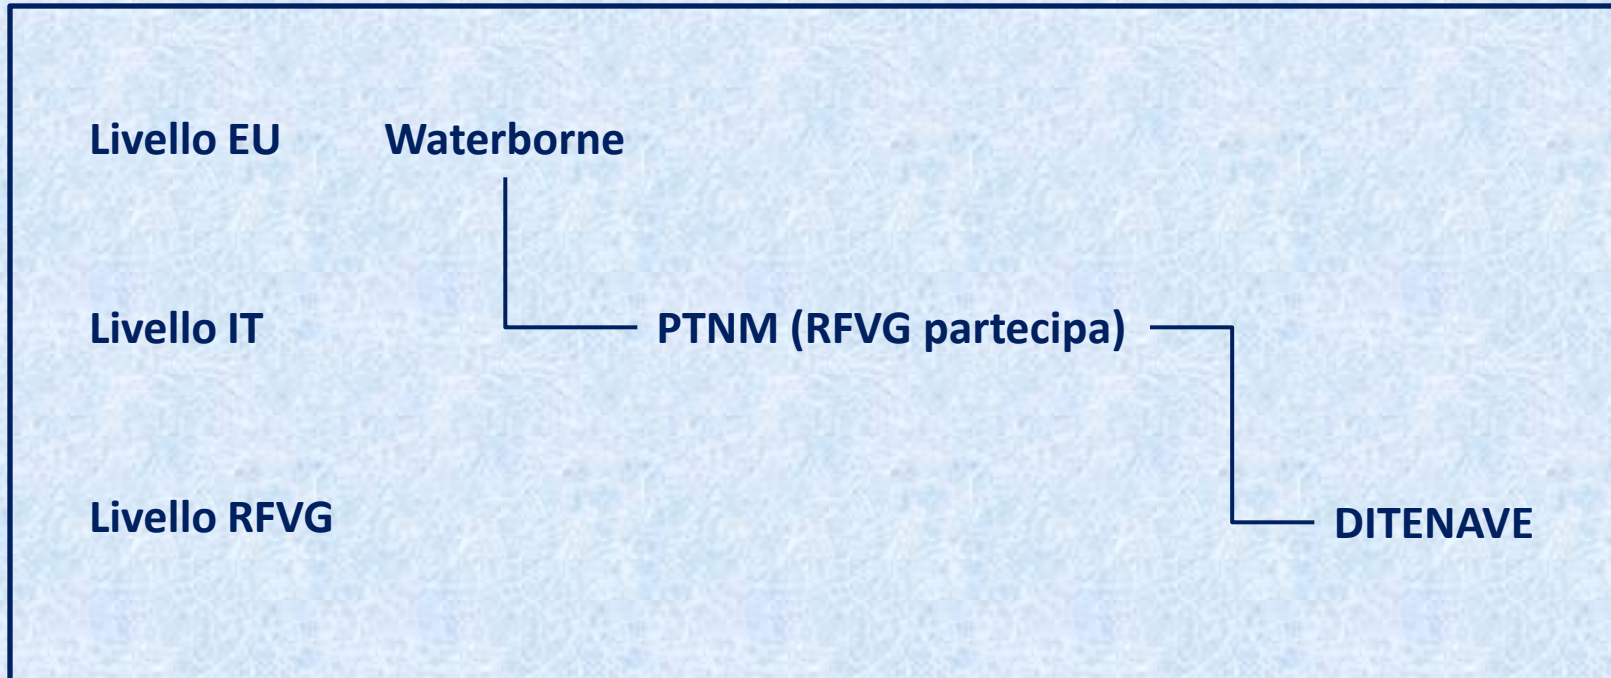 Livello EU Waterborne
Livello IT PTNM (RFVG partecipa)
Livello RFVG DITENAVE